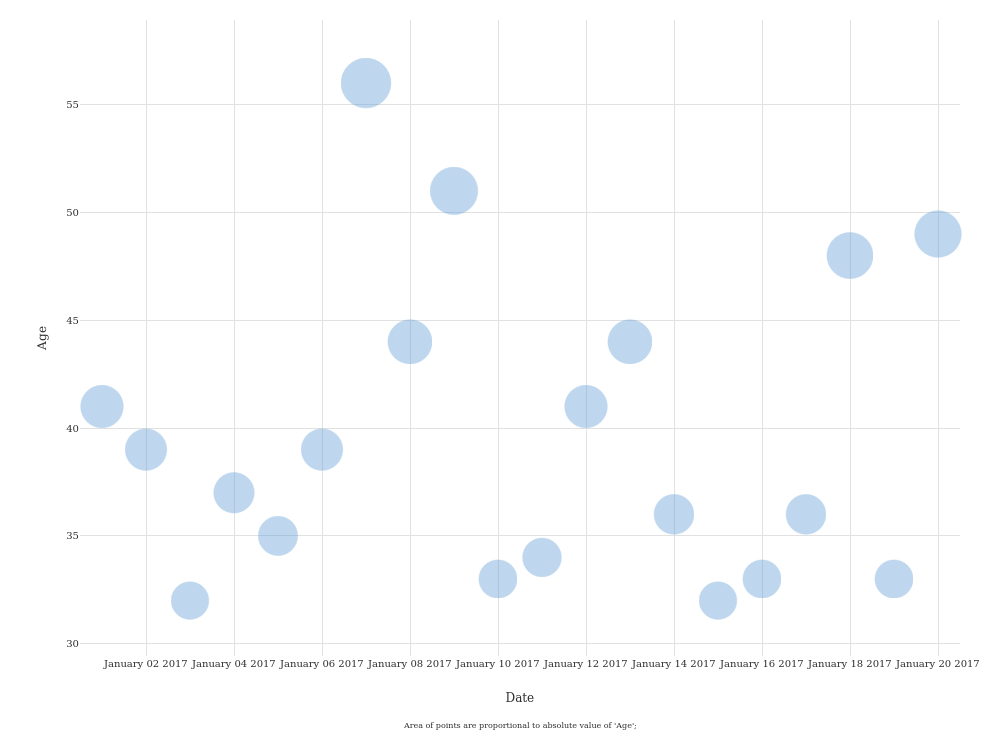 55
50
45
40
35
30
Age
January 02 2017 January 04 2017 January 06 2017 January 08 2017 January 10 2017 January 12 2017 January 14 2017 January 16 2017 January 18 2017 January 20 2017
Date
Area of points are proportional to absolute value of 'Age';